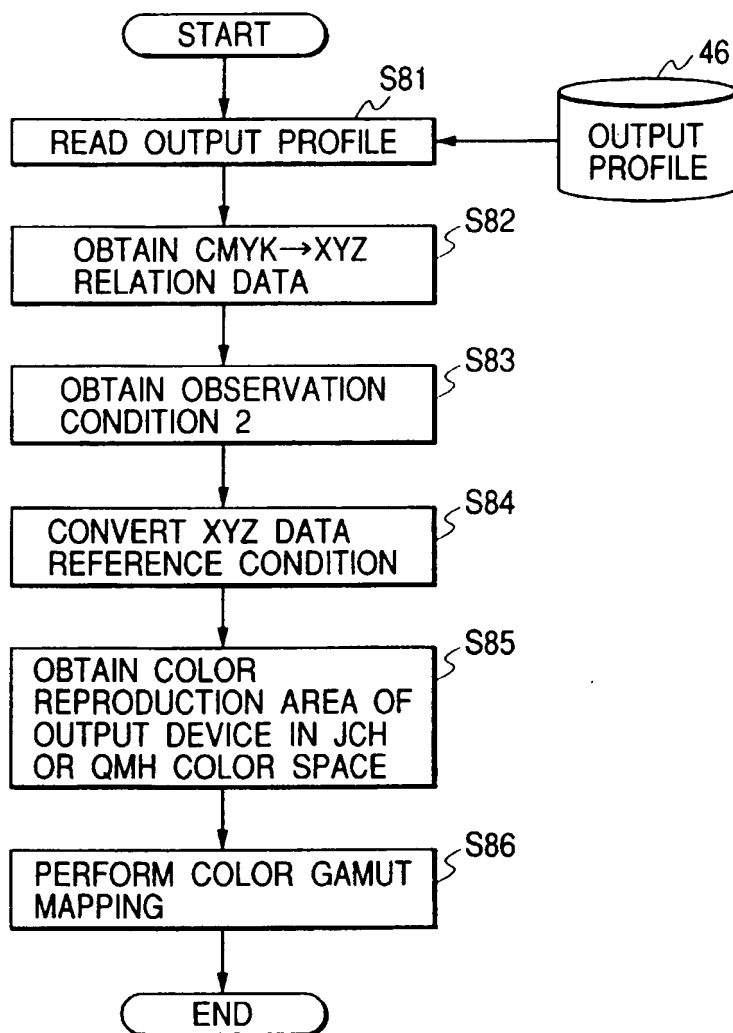 START
S81
46
READ OUTPUT PROFILE
OUTPUT
PROFILE
S82
OBTAIN CMYK→XYZ
RELATION DATA
S83
OBTAIN OBSERVATION
CONDITION 2
S84
CONVERT XYZ DATA
REFERENCE CONDITION
S85
OBTAIN COLOR
REPRODUCTION AREA OF
OUTPUT DEVICE IN JCH
OR QMH COLOR SPACE
S86
PERFORM COLOR GAMUT
MAPPING
END